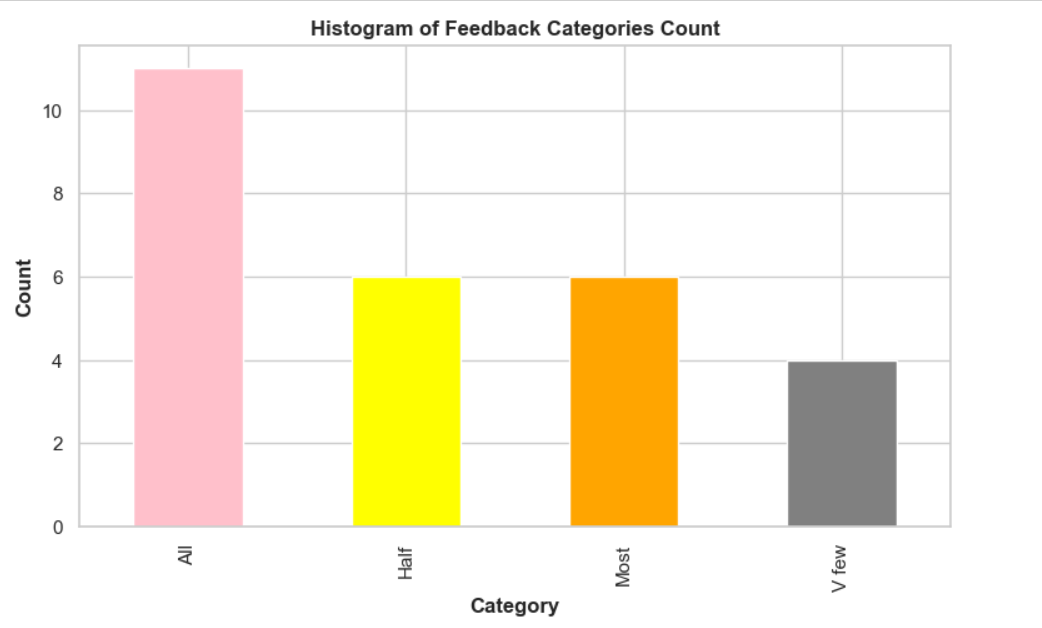 Histogram of Feedback Categories Count
Count
10
8
6
4
2
0
All
Half
Most
V few
Category